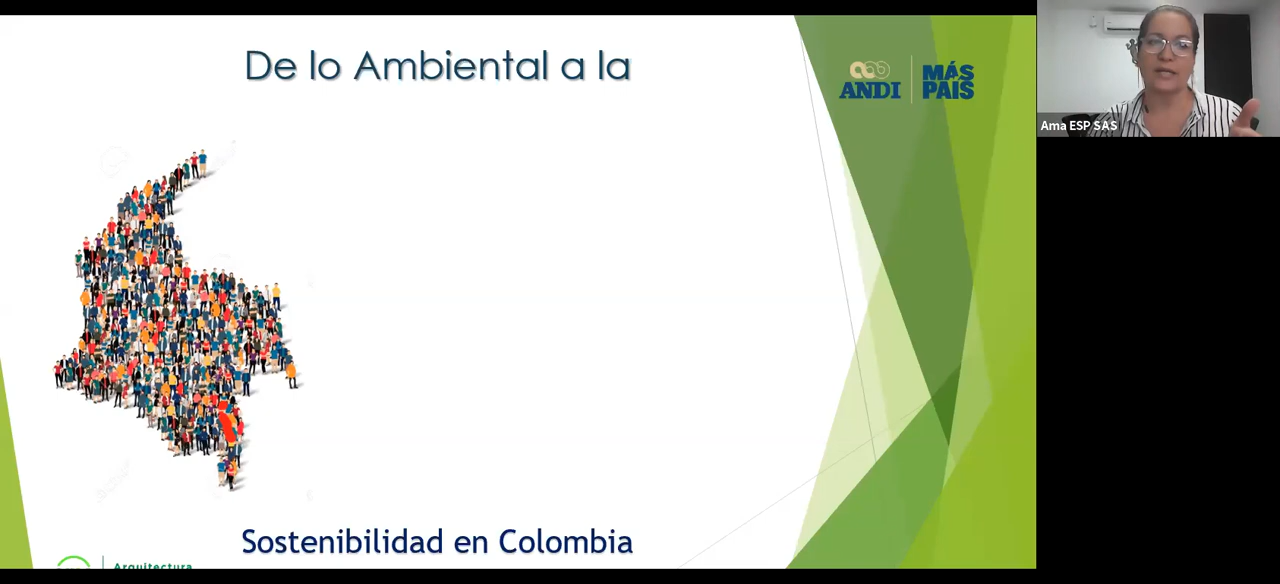 De lo Ambiental a la
ANDI
MÁS
PAÍS
Ama ESP SAS
Sostenibilidad en Colombia
Arquitectura